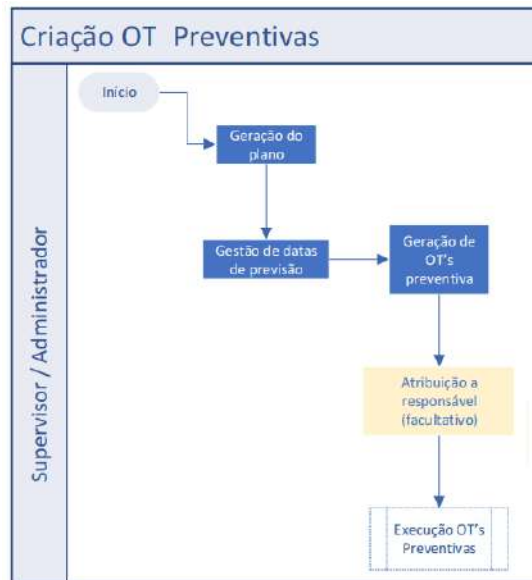 Criação OT Preventivas
Supervisor / Administrador
Início
Geração do
plano
Gestão de datas
de previsão
Geração de
OT's
preventiva
Atribuição a
responsável
(facultativo)
Execução OT's
Preventivas